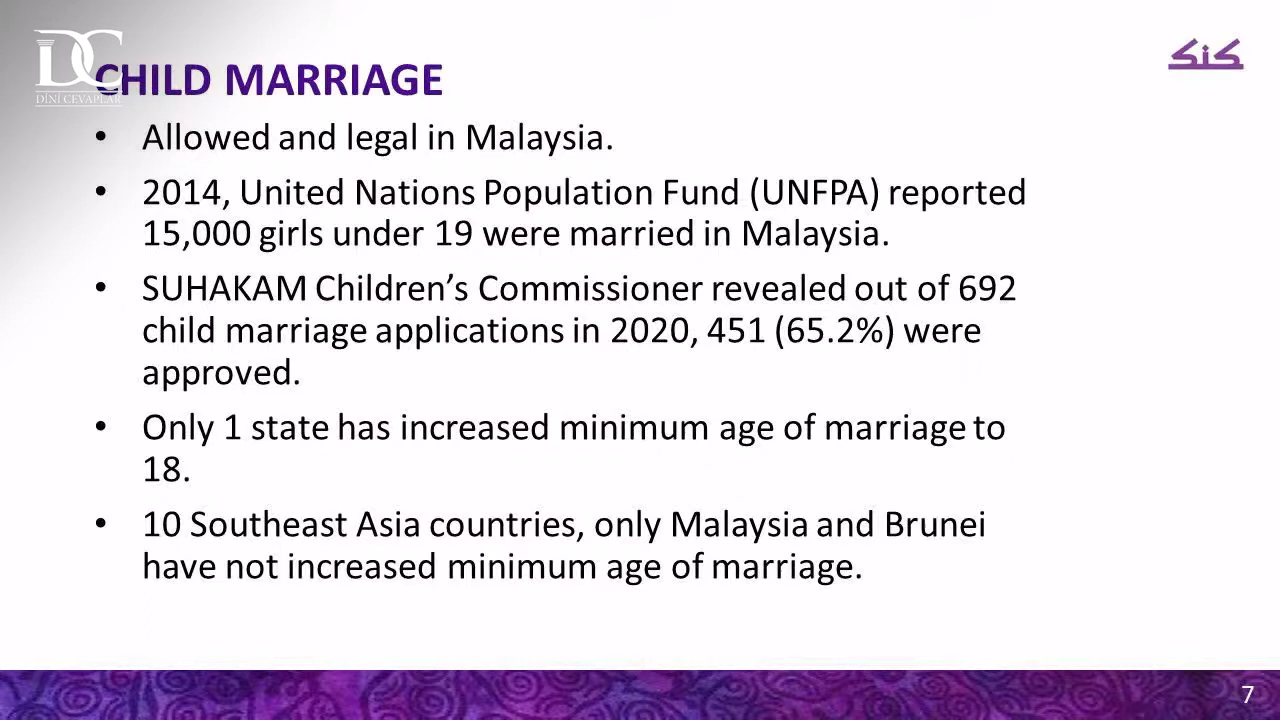 DC
DİNİ CEVAPLAR
CHILD MARRIAGE
• Allowed and legal in Malaysia.
• 2014, United Nations Population Fund (UNFPA) reported
15,000 girls under 19 were married in Malaysia.
• SUHAKAM Children’s Commissioner revealed out of 692
child marriage applications in 2020, 451 (65.2%) were
approved.
• Only 1 state has increased minimum age of marriage to
18.
• 10 Southeast Asia countries, only Malaysia and Brunei
have not increased minimum age of marriage.
7